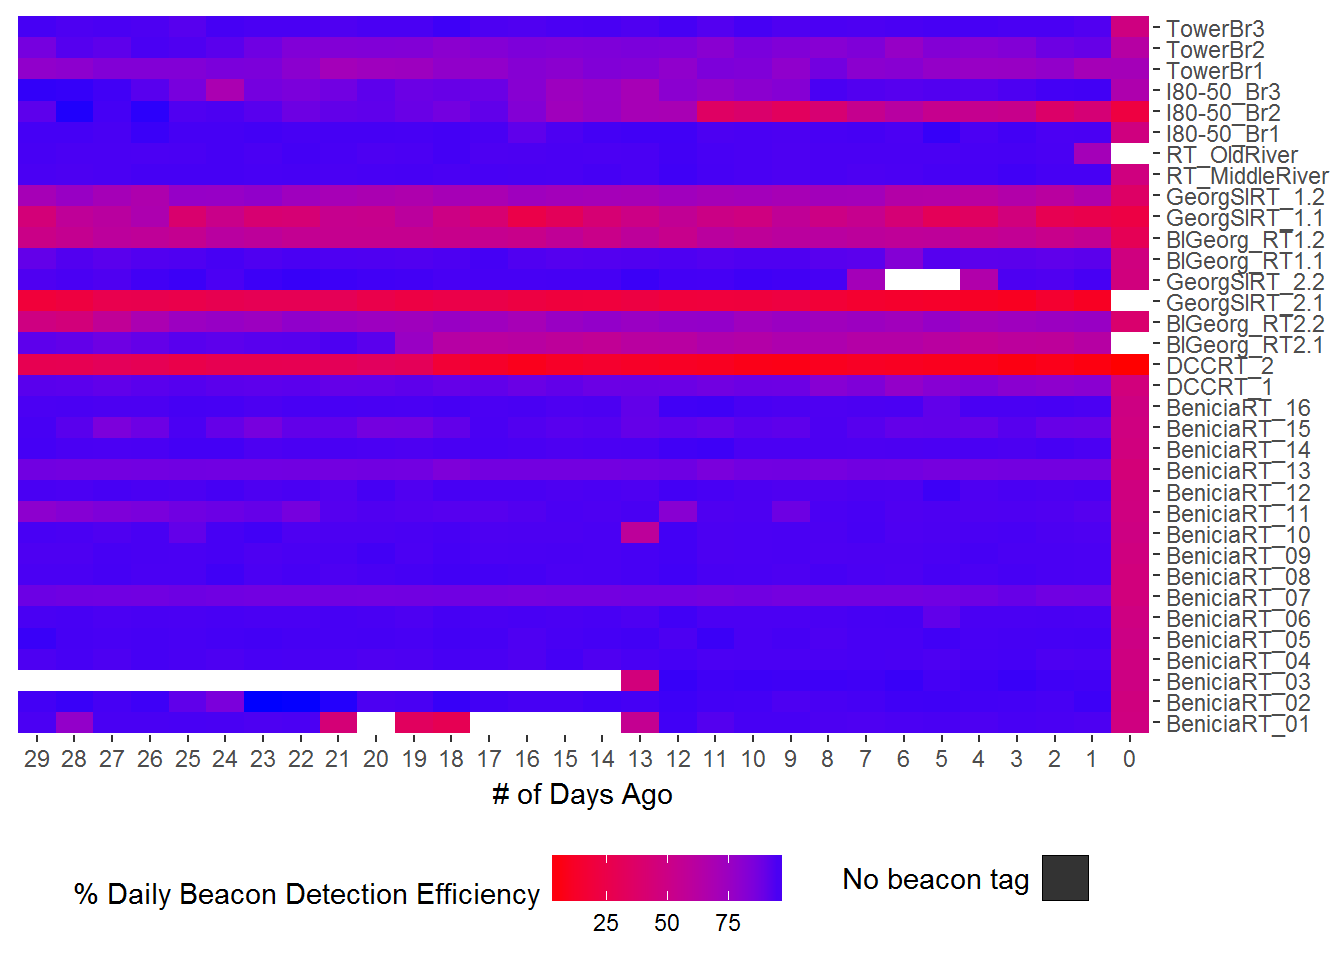 TowerBr3
TowerBr2
TowerBr1
I80-50_Br3
I80-50_Br2
I80-50_Br1
RT_OldRiver
RT_MiddleRiver
GeorgSlRT_1.2
GeorgSlRT_1.1
BlGeorg_RT1.2
BlGeorg_RT1.1
GeorgSlRT_2.2
GeorgSlRT_2.1
BlGeorg_RT2.2
BlGeorg_RT2.1
DCCRT_2
DCCRT_1
BeniciaRT_16
BeniciaRT_15
BeniciaRT_14
BeniciaRT_13
BeniciaRT_12
BeniciaRT_11
BeniciaRT_10
BeniciaRT_09
BeniciaRT_08
BeniciaRT_07
BeniciaRT_06
BeniciaRT_05
BeniciaRT_04
BeniciaRT_03
BeniciaRT_02
BeniciaRT_01
29 28 27 26 25 24 23 22 21 20 19 18 17 16 15 14 13 12 11 10 9 8 7 6 5 4 3 2 1 0
# of Days Ago
% Daily Beacon Detection Efficiency
25 50 75
No beacon tag